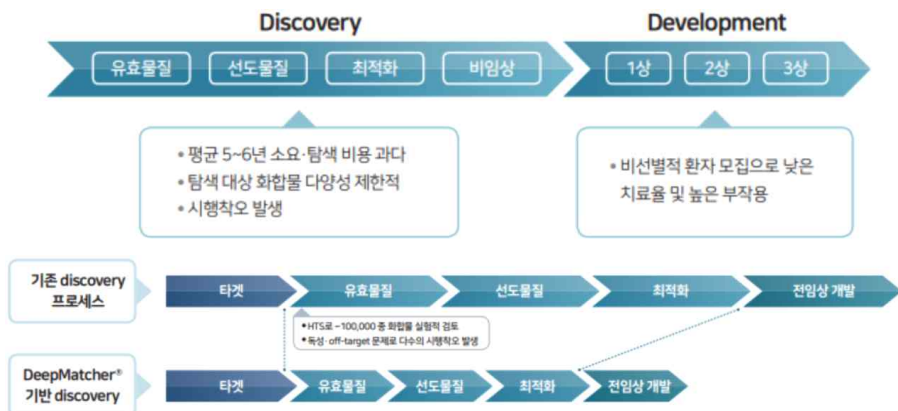 Discovery
Development
유효물질
선도물질
최적화
비임상
1상
2상
3상
• 평균 5~6년 소요·탐색 비용 과다
• 탐색 대상 화합물 다양성 제한적
• 시행착오 발생
• 비선별적 환자 모집으로 낮은
치료율 및 높은 부작용
기존 discovery
프로세스
타겟
유효물질
선도물질
최적화
전임상 개발
• HTS로 ~100,000 종 화합물 실험적 검토
• 독성· off-target 문제로 다수의 시행착오 발생
DeepMatcher®
기반 discovery
타겟
유효물질
선도물질
최적화
전임상 개발